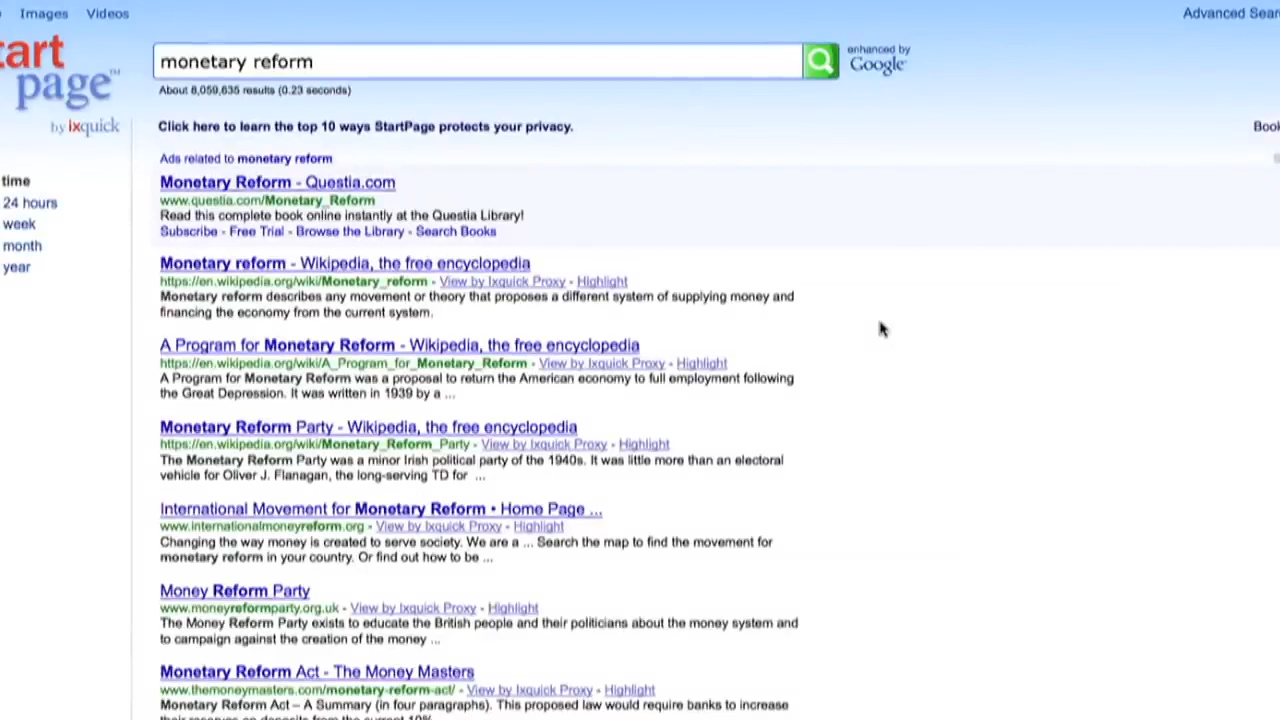 Images Videos
Advanced Sear
art
page™
by ixquick
monetary reform
enhanced by
Google
About 8,059,635 results (0.23 seconds)
Click here to learn the top 10 ways StartPage protects your privacy.
Book
Ads related to monetary reform
time
24 hours
week
month
year
Monetary Reform - Questia.com
www.questia.com/Monetary_Reform
Read this complete book online instantly at the Questia Library!
Subscribe - Free Trial - Browse the Library - Search Books
Monetary reform - Wikipedia, the free encyclopedia
https://en.wikipedia.org/wiki/Monetary_reform - View by Ixquick Proxy - Highlight
Monetary reform describes any movement or theory that proposes a different system of supplying money and
financing the economy from the current system.
A Program for Monetary Reform - Wikipedia, the free encyclopedia
https://en.wikipedia.org/wiki/A_Program_for_Monetary_Reform - View by Ixquick Proxy - Highlight
A Program for Monetary Reform was a proposal to return the American economy to full employment following
the Great Depression. It was written in 1939 by a ...
Monetary Reform Party - Wikipedia, the free encyclopedia
https://en.wikipedia.org/wiki/Monetary_Reform_Party - View by Ixquick Proxy - Highlight
The Monetary Reform Party was a minor Irish political party of the 1940s. It was little more than an electoral
vehicle for Oliver J. Flanagan, the long-serving TD for ...
International Movement for Monetary Reform • Home Page ...
www.internationalmoneyreform.org - View by Ixquick Proxy - Highlight
Changing the way money is created to serve society. We are a ... Search the map to find the movement for
monetary reform in your country. Or find out how to be ...
Money Reform Party
www.moneyreformparty.org.uk - View by Ixquick Proxy - Highlight
The Money Reform Party exists to educate the British people and their politicians about the money system and
to campaign against the creation of the money ...
Monetary Reform Act - The Money Masters
www.themoneymasters.com/monetary-reform-act/ - View by Ixquick Proxy - Highlight
Monetary Reform Act – A Summary (in four paragraphs). This proposed law would require banks to increase
their reserves on deposits from the current 10%